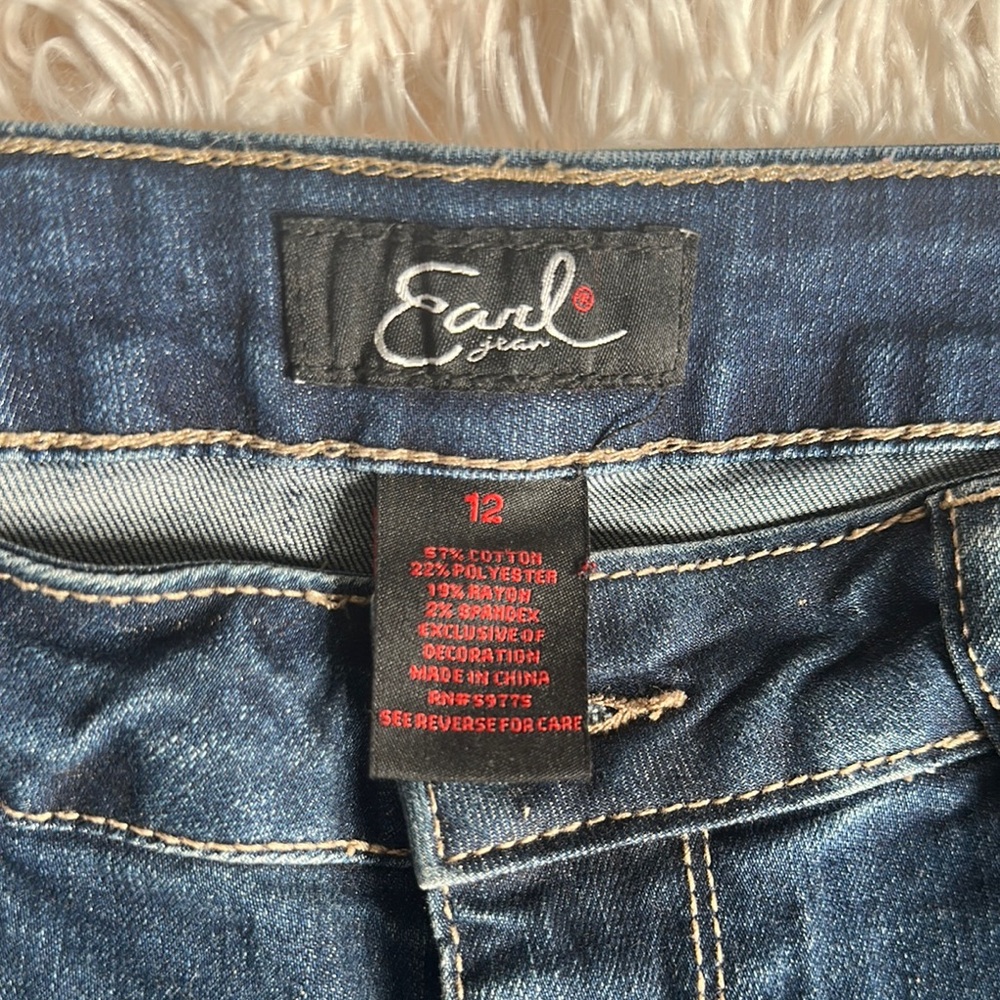 Earl®
jean
12
57% COTTON
22% POLYESTER
19% RAYON
2% SPANDEX
EXCLUSIVE OF
DECORATION
MADE IN CHINA
RN#59775
SEE REVERSE FOR CARE